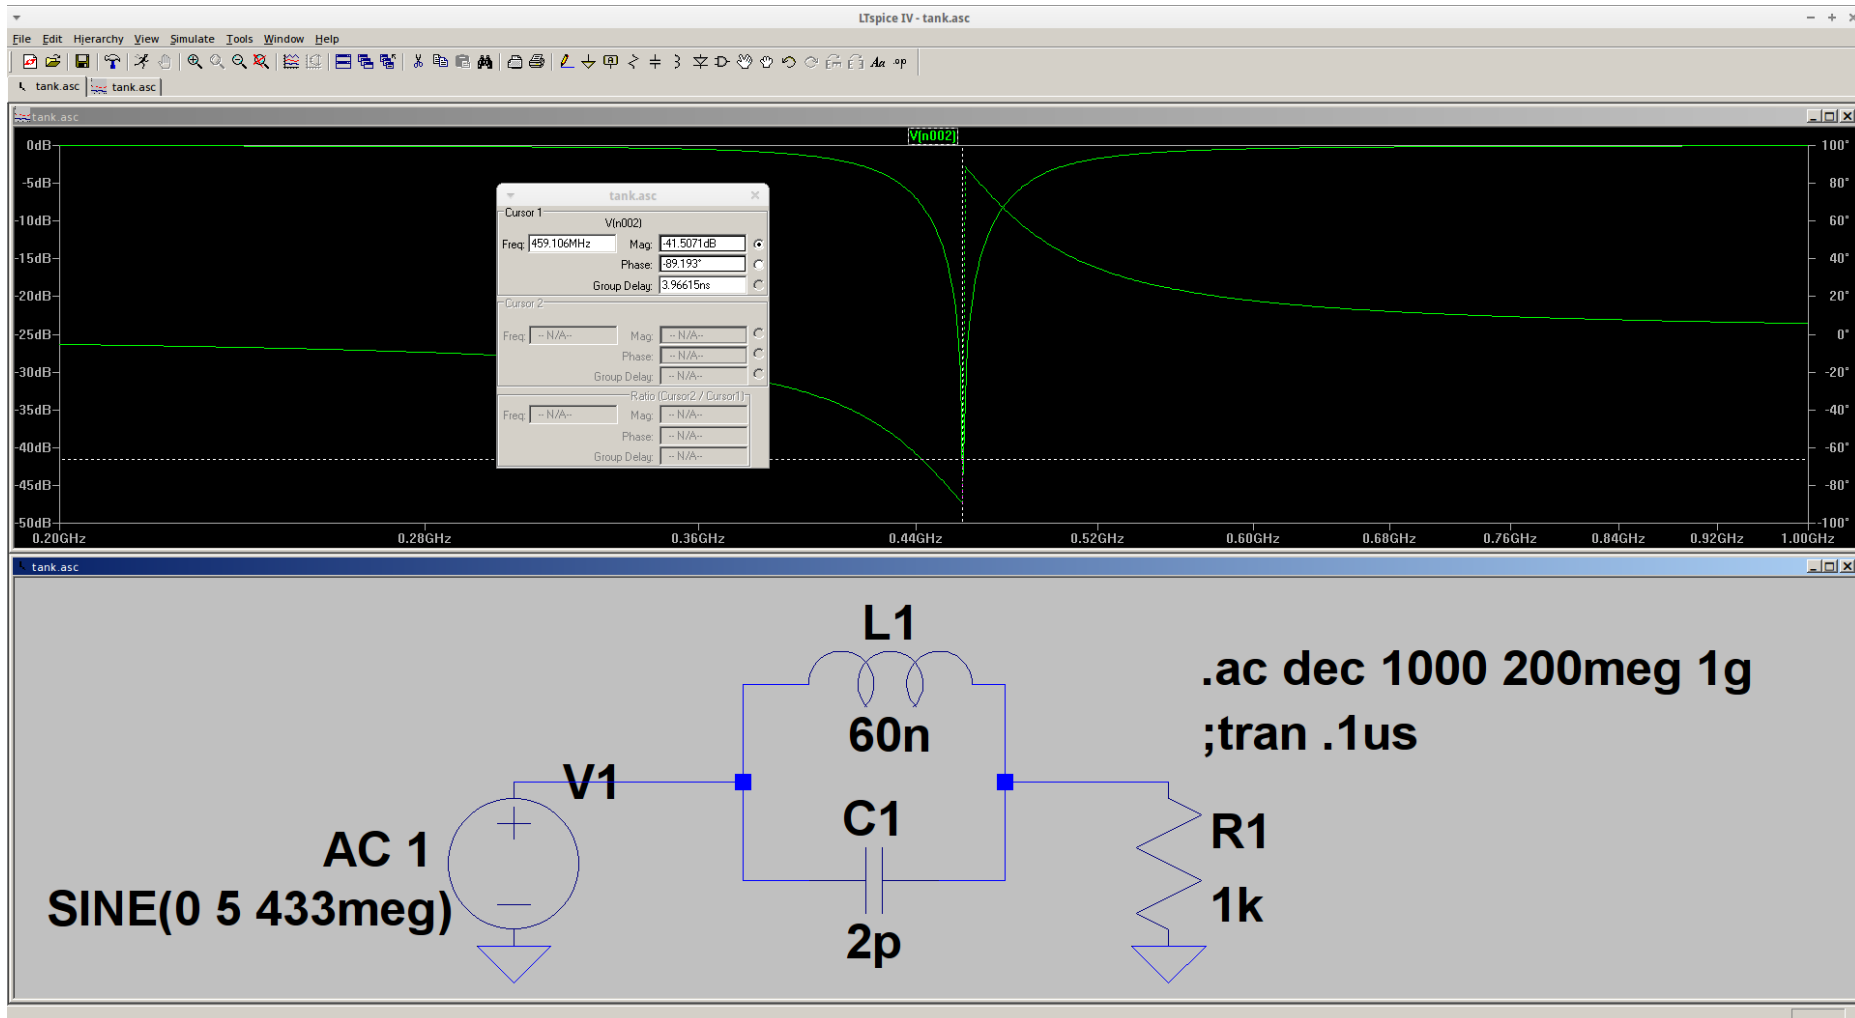 LTspice IV - tank.asc
File Edit Hierarchy View Simulate Tools Window Help
tank.asc tank.asc
tank.asc
V(n002)
0dB
-5dB
-10dB
-15dB
-20dB
-25dB
-30dB
-35dB
-40dB
-45dB
-50dB
100°
80°
60°
40°
20°
0°
-20°
-40°
-60°
-80°
-100°
0.20GHz 0.28GHz 0.36GHz 0.44GHz 0.52GHz 0.60GHz 0.68GHz 0.76GHz 0.84GHz 0.92GHz 1.00GHz
tank.asc
Cursor 1
V(n002)
Freq: 459.106MHz Mag: -41.5071dB
Phase: -89.193°
Group Delay: 3.96615ns
Cursor 2
Freq: -- N/A-- Mag: -- N/A--
Phase: -- N/A--
Group Delay: -- N/A--
Ratio (Cursor2 / Cursor1)
Freq: -- N/A-- Mag: -- N/A--
Phase: -- N/A--
Group Delay: -- N/A--
tank.asc
L1
60n
.ac dec 1000 200meg 1g
;tran .1us
V1
C1
2p
AC 1
SINE(0 5 433meg)
R1
1k